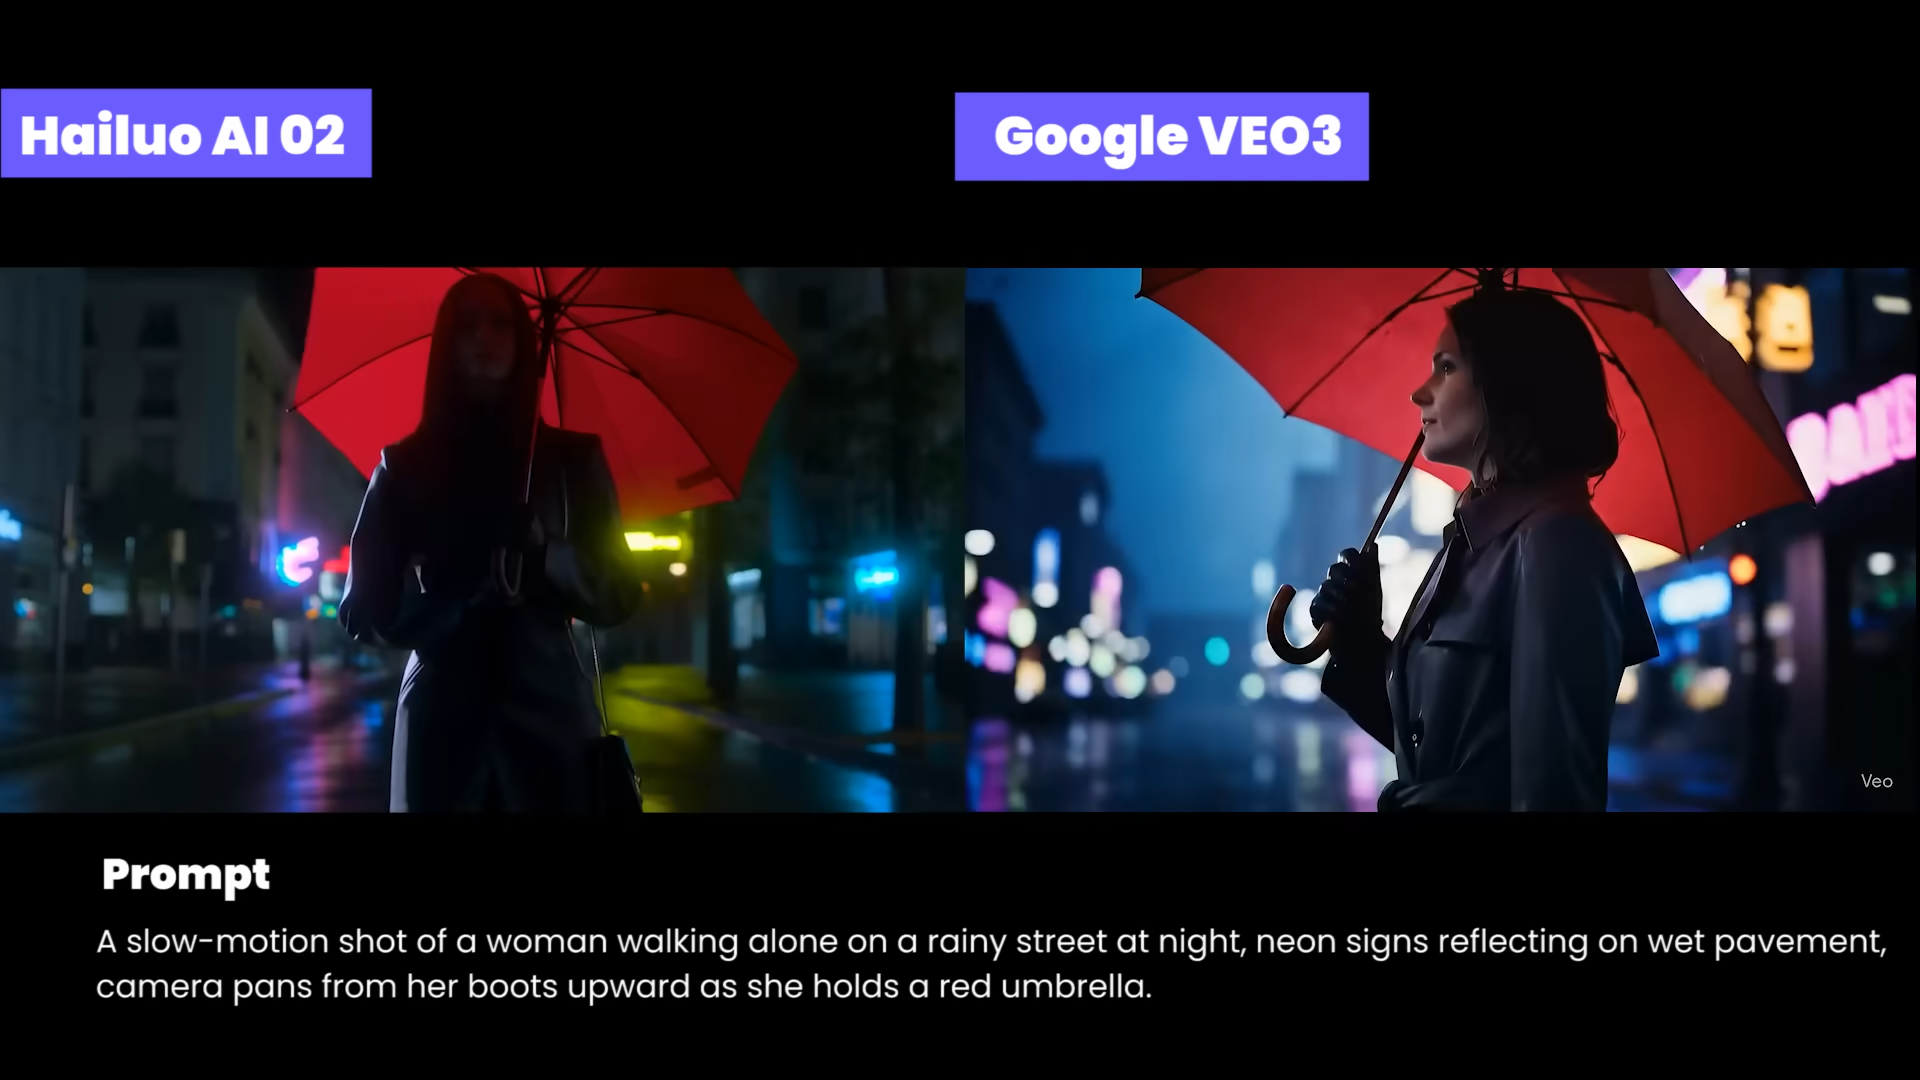 Hailuo AI 02
Google VEO3
Veo
Prompt
A slow-motion shot of a woman walking alone on a rainy street at night, neon signs reflecting on wet pavement,
camera pans from her boots upward as she holds a red umbrella.